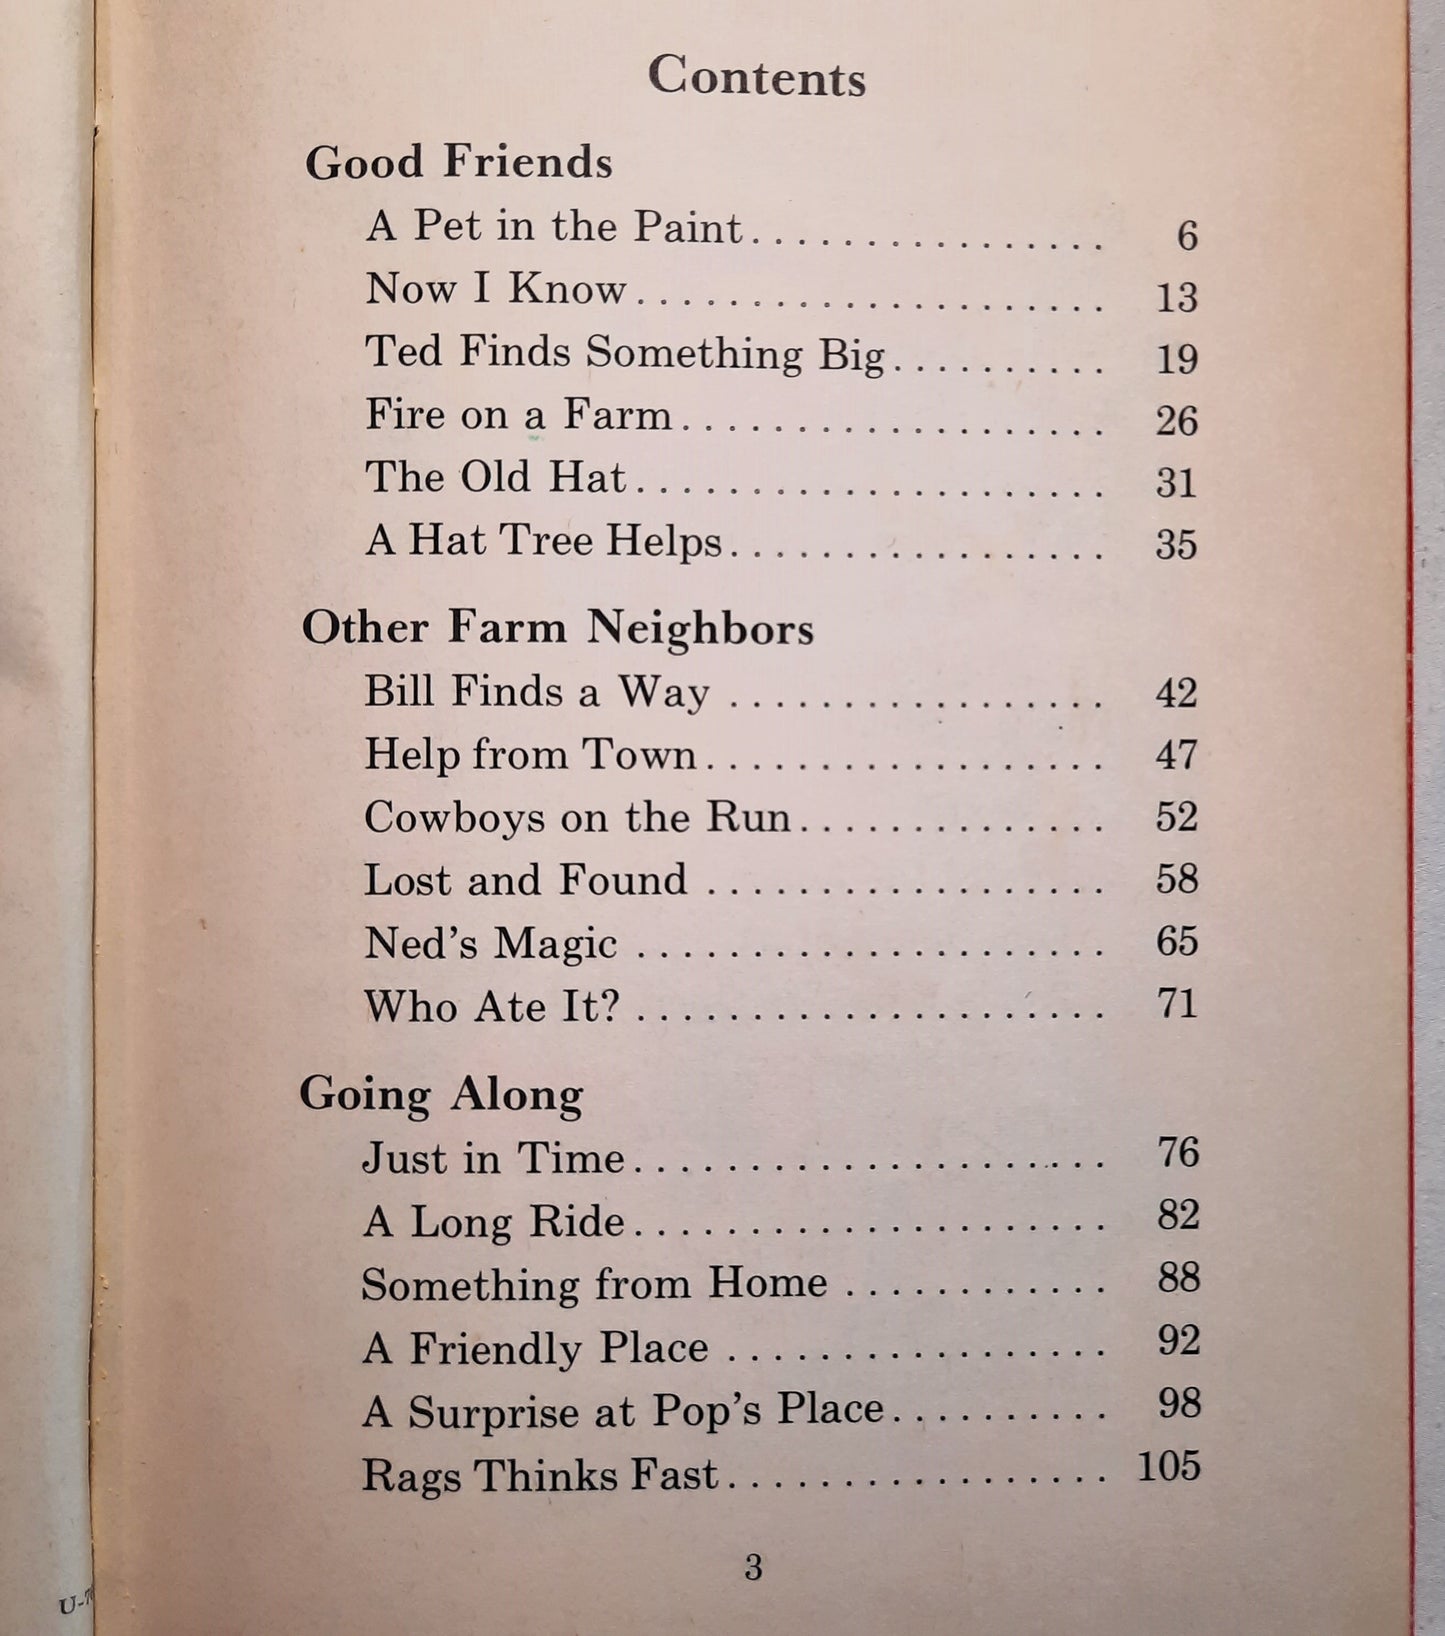 Contents
Good Friends
A Pet in the Paint................ 6
Now I Know..................... 13
Ted Finds Something Big.......... 19
Fire on a Farm................... 26
The Old Hat..................... 31
A Hat Tree Helps................. 35
Other Farm Neighbors
Bill Finds a Way ................. 42
Help from Town.................. 47
Cowboys on the Run.............. 52
Lost and Found .................. 58
Ned's Magic ..................... 65
Who Ate It? ..................... 71
Going Along
Just in Time..................... 76
A Long Ride..................... 82
Something from Home ............ 88
A Friendly Place ................. 92
A Surprise at Pop's Place.......... 98
Rags Thinks Fast................. 105
3